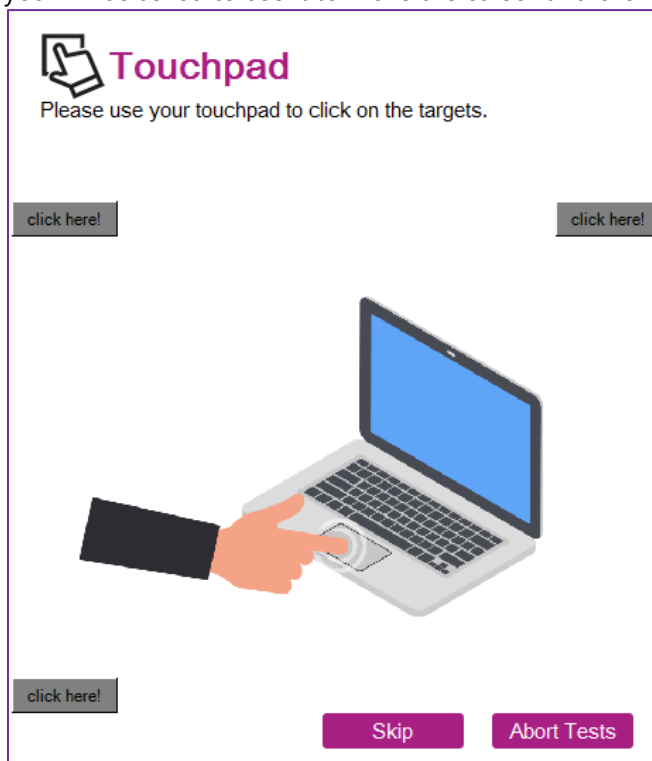 Touchpad
Please use your touchpad to click on the targets.
click here!
click here!
click here!
Skip
Abort Tests